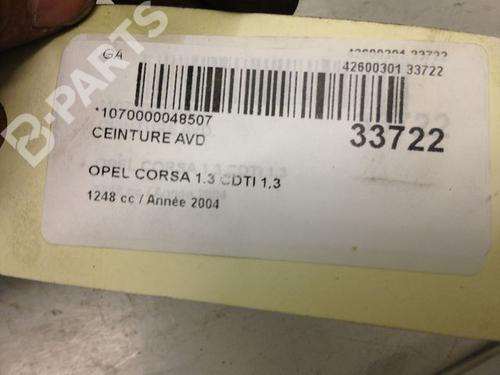 GA
42600301 33722
42600301 33722
*1070000048507
33722
CEINTURE AVD
OPEL CORSA 1.3 CDTI 1.3
1248 cc / Année 2004
B-PARTS